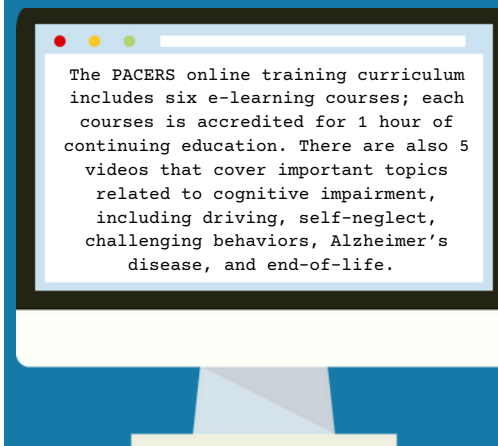 The PACERS online training curriculum
includes six e-learning courses; each
courses is accredited for 1 hour of
continuing education. There are also 5
videos that cover important topics
related to cognitive impairment,
including driving, self-neglect,
challenging behaviors, Alzheimer’s
disease, and end-of-life.